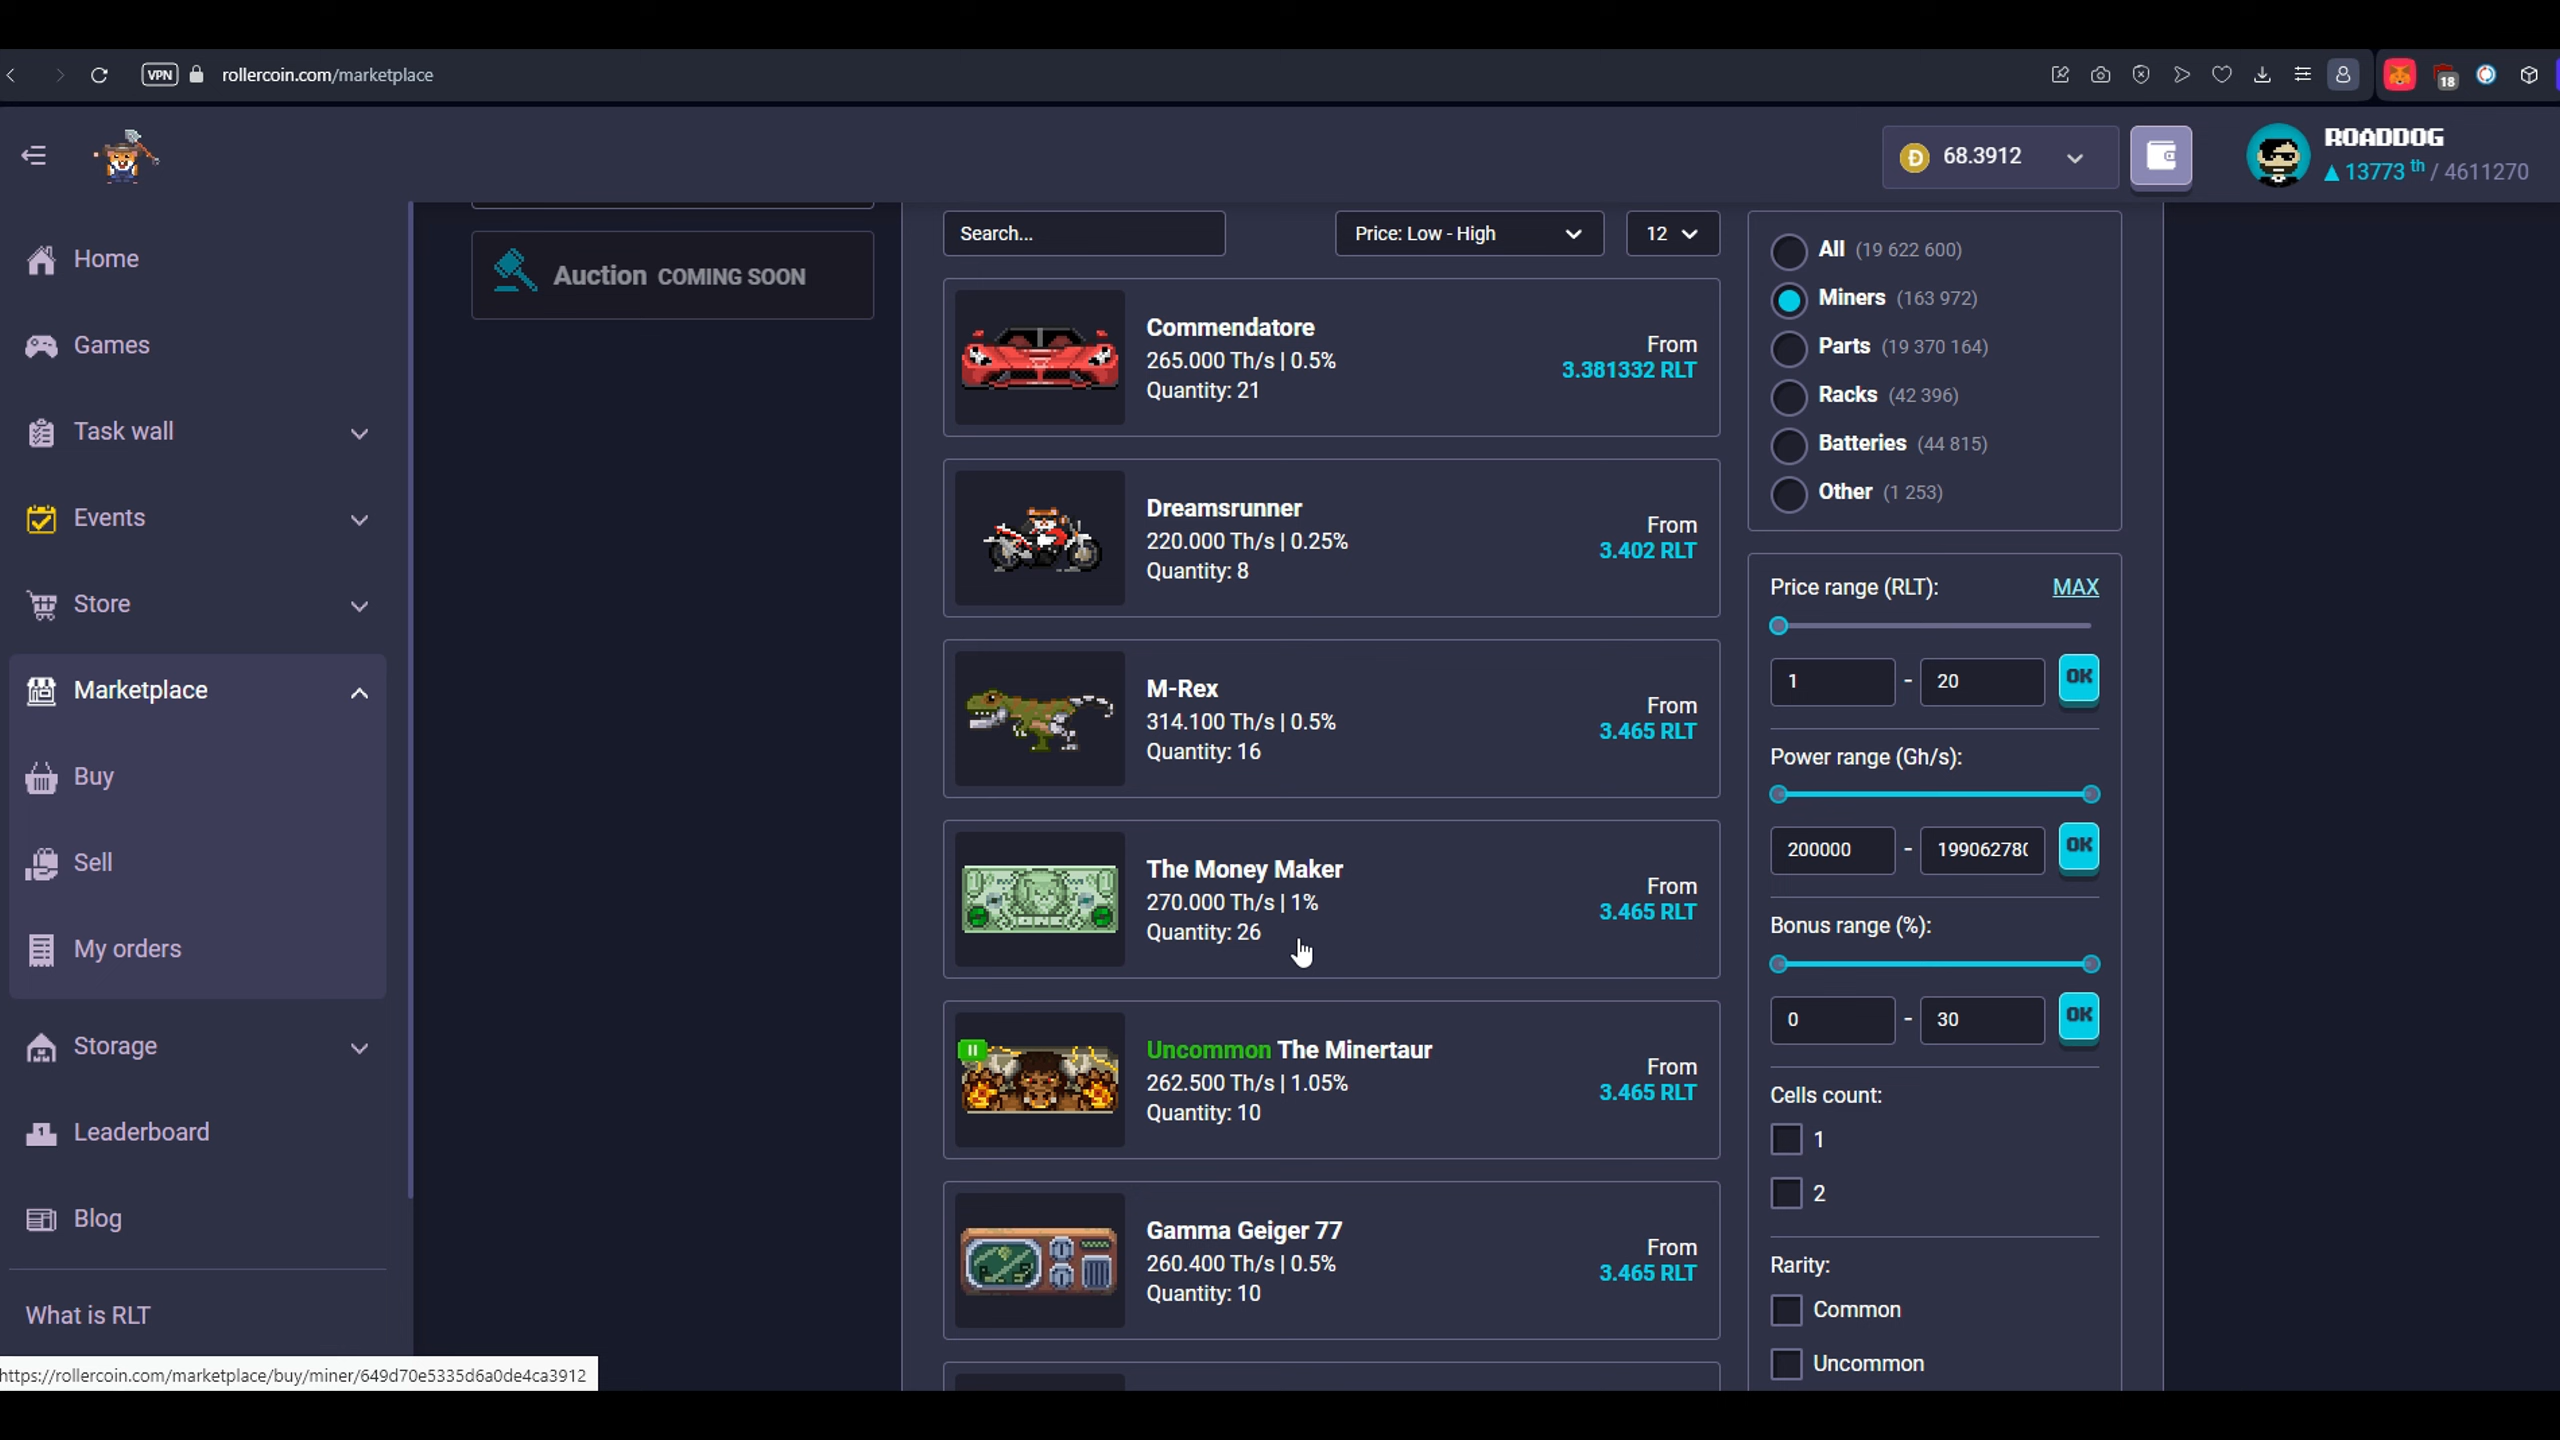 VPN rollercoin.com/marketplace
18
68.3912
ROADDOG
13773 th / 4611270
Home
Games
Task wall
Events
Store
Marketplace
Buy
Sell
My orders
Storage
Leaderboard
Blog
What is RLT
https://rollercoin.com/marketplace/buy/miner/649d70e5335d6a0de4ca3912
Auction COMING SOON
Search...
Price: Low - High
12
Commendatore
265.000 Th/s | 0.5%
Quantity: 21
From
3.381332 RLT
Dreamsrunner
220.000 Th/s | 0.25%
Quantity: 8
From
3.402 RLT
M-Rex
314.100 Th/s | 0.5%
Quantity: 16
From
3.465 RLT
The Money Maker
270.000 Th/s | 1%
Quantity: 26
From
3.465 RLT
Uncommon The Minertaur
262.500 Th/s | 1.05%
Quantity: 10
From
3.465 RLT
Gamma Geiger 77
260.400 Th/s | 0.5%
Quantity: 10
From
3.465 RLT
All (19 622 600)
Miners (163 972)
Parts (19 370 164)
Racks (42 396)
Batteries (44 815)
Other (1 253)
Price range (RLT): MAX
1 - 20 OK
Power range (Gh/s):
200000 - 19906278 OK
Bonus range (%):
0 - 30 OK
Cells count:
1
2
Rarity:
Common
Uncommon